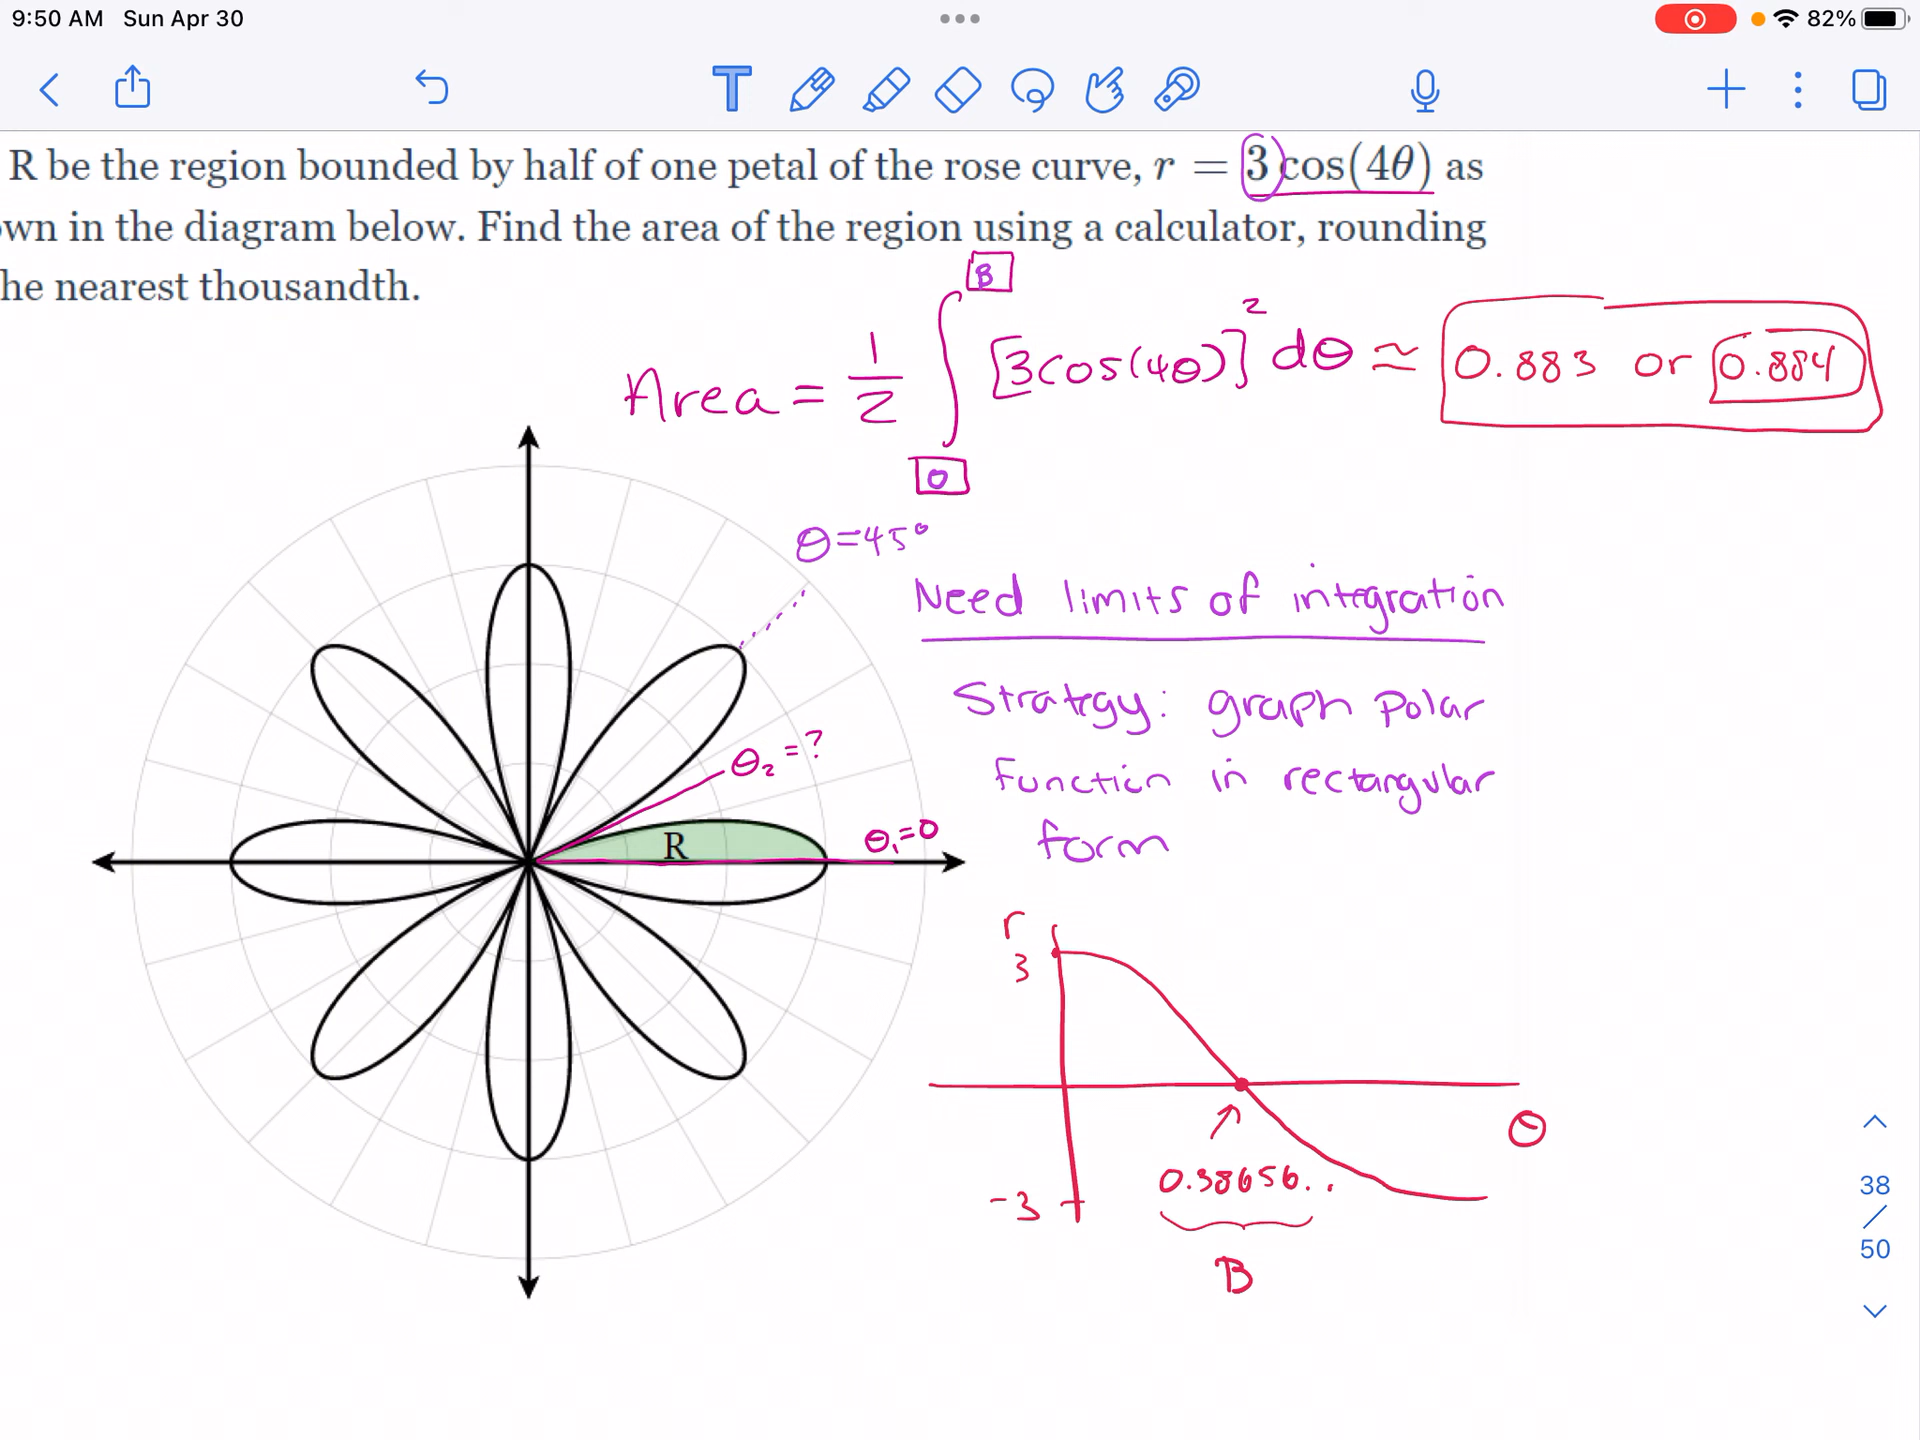 9:50 AM Sun Apr 30
82%
R be the region bounded by half of one petal of the rose curve, r = 3cos(4θ) as
own in the diagram below. Find the area of the region using a calculator, rounding
he nearest thousandth.
Area = 1/2 ∫ 0 B [3cos(4θ)]² dθ ≈ 0.883 or 0.884
θ=45°
Need limits of integration
Strategy: graph polar
function in rectangular
form
θ₂ = ?
θ₁=0
R
r
3
θ
0.38656..
-3
B
38
/
50